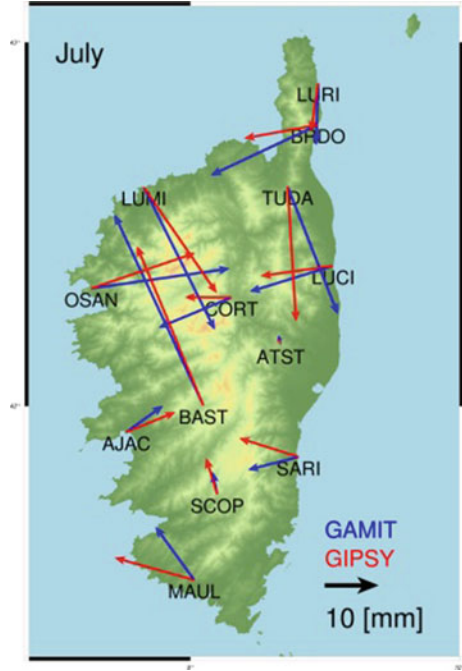 July
LURI
BRDO
LUMI
TUDA
LUCI
OSAN
CORT
ATST
BAST
AJAC
SARI
SCOP
GAMIT
GIPSY
MAUL
10 [mm]